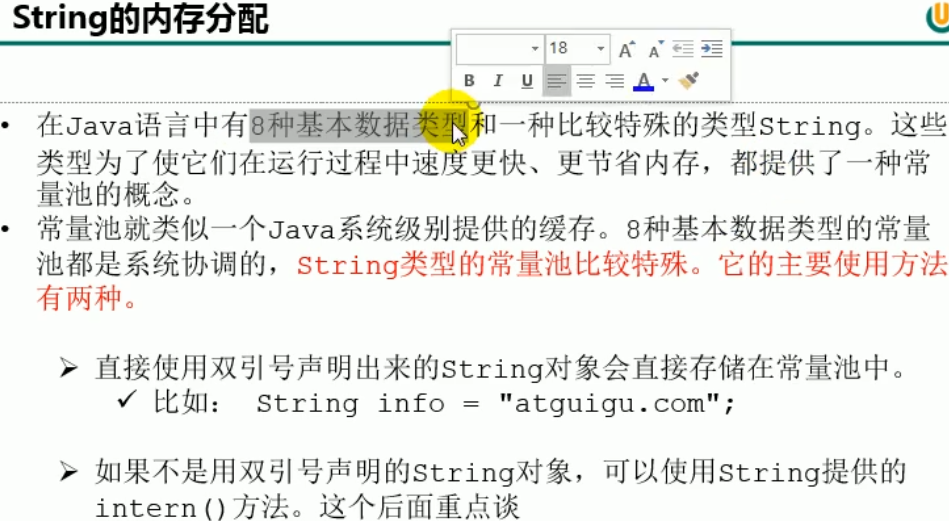 String的内存分配
18
A A
B I U A
• 在Java语言中有8种基本数据类型和一种比较特殊的类型String。这些
类型为了使它们在运行过程中速度更快、更节省内存，都提供了一种常
量池的概念。
• 常量池就类似一个Java系统级别提供的缓存。8种基本数据类型的常量
池都是系统协调的，String类型的常量池比较特殊。它的主要使用方法
有两种。
➢ 直接使用双引号声明出来的String对象会直接存储在常量池中。
✓ 比如： String info = "atguigu.com";
➢ 如果不是用双引号声明的String对象，可以使用String提供的
intern()方法。这个后面重点谈